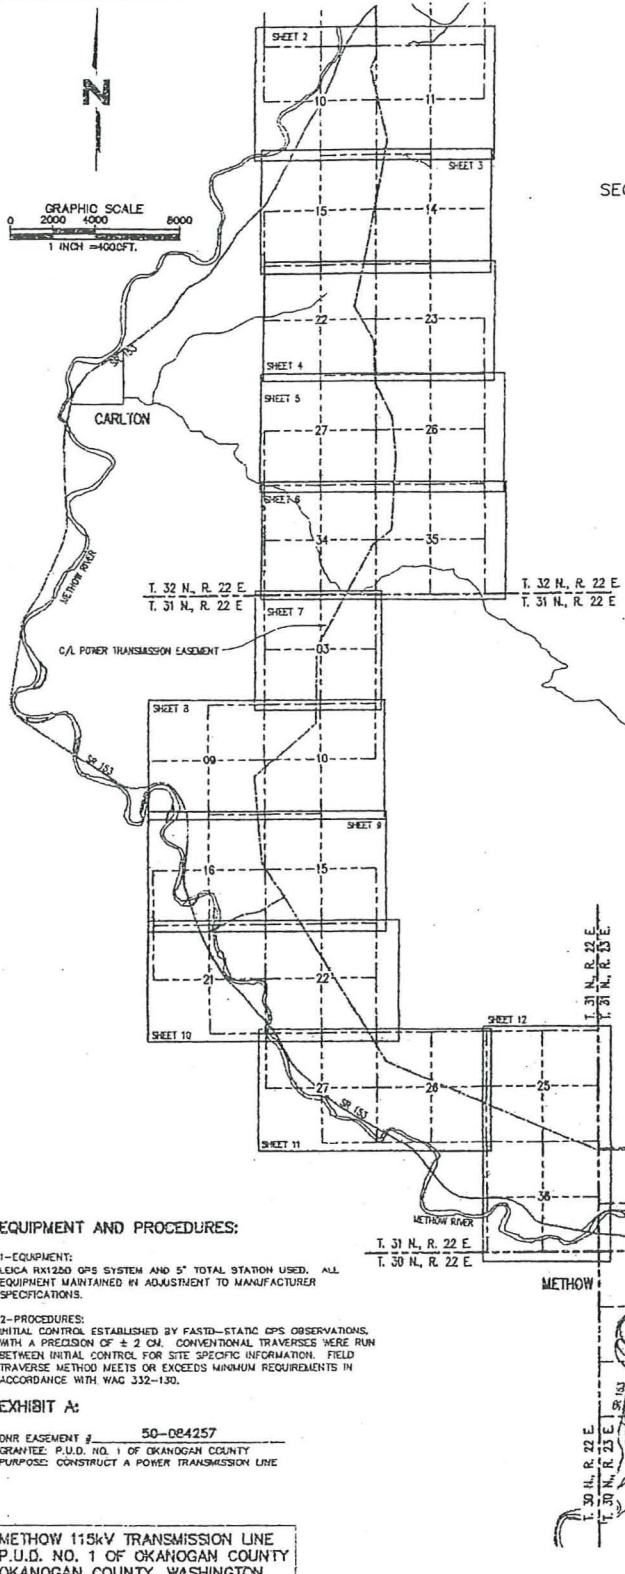 SHEET 2
10
11
N
SHEET 3
GRAPHIC SCALE
0 2000 4000 8000
1 INCH =4000FT.
15
14
22
23
SR 153
SHEET 4
SHEET 5
CARLTON
27
26
SHEET 6
34
35
METHOW RIVER
T. 32 N., R. 22 E.
T. 31 N., R. 22 E.
T. 32 N., R. 22 E.
T. 31 N., R. 22 E.
SHEET 7
C/L POWER TRANSMISSION EASEMENT
03
SHEET 8
09
10
SR 153
SHEET 9
16
15
21
22
T. 31 N., R. 22 E.
T. 31 N., R. 23 E.
SHEET 10
SHEET 12
27
26
25
SR 153
SHEET 11
36
METHOW RIVER
T. 31 N., R. 22 E.
T. 30 N., R. 22 E.
METHOW
EQUIPMENT AND PROCEDURES:
1-EQUIPMENT:
LEICA RX1250 GPS SYSTEM AND 5" TOTAL STATION USED. ALL
EQUIPMENT MAINTAINED IN ADJUSTMENT TO MANUFACTURER
SPECIFICATIONS.
2-PROCEDURES:
INITIAL CONTROL ESTABLISHED BY FASTD-STATIC GPS OBSERVATIONS,
WITH A PRECISION OF ± 2 CM. CONVENTIONAL TRAVERSES WERE RUN
BETWEEN INITIAL CONTROL FOR SITE SPECIFIC INFORMATION. FIELD
TRAVERSE METHOD MEETS OR EXCEEDS MINIMUM REQUIREMENTS IN
ACCORDANCE WITH WAC 332-130.
EXHIBIT A:
DNR EASEMENT # 50-084257
GRANTEE: P.U.D. NO. 1 OF OKANOGAN COUNTY
PURPOSE: CONSTRUCT A POWER TRANSMISSION LINE
SR 153
T. 30 N., R. 22 E.
T. 30 N., R. 23 E.
METHOW 115kV TRANSMISSION LINE
P.U.D. NO. 1 OF OKANOGAN COUNTY
OKANOGAN COUNTY, WASHINGTON